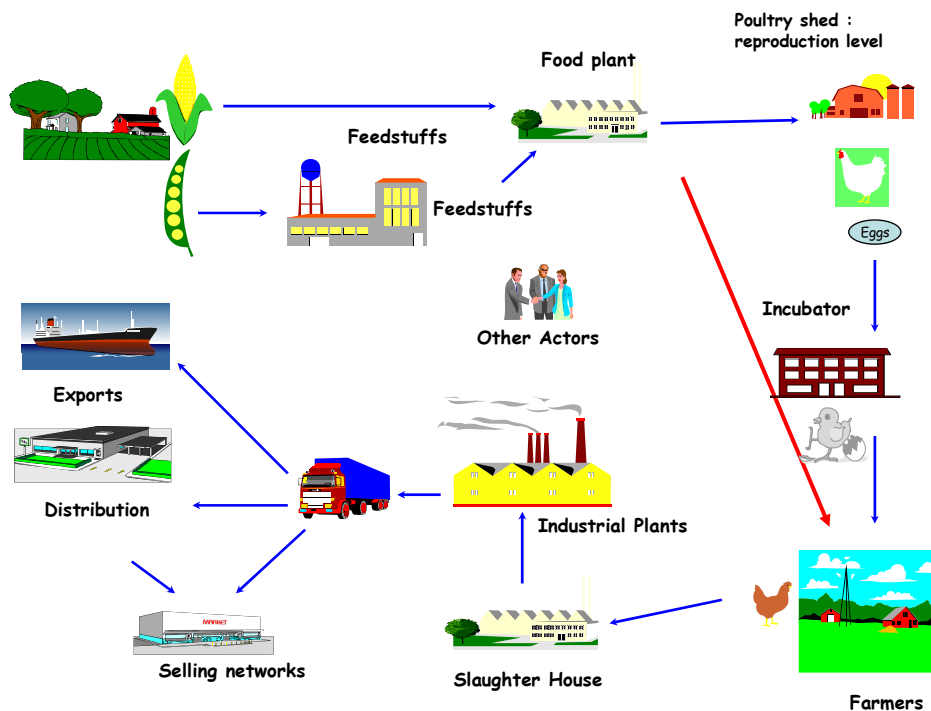 Poultry shed :
reproduction level
Food plant
Feedstuffs
Feedstuffs
Eggs
Incubator
Other Actors
Exports
Distribution
Industrial Plants
MARKET
Selling networks
Slaughter House
Farmers